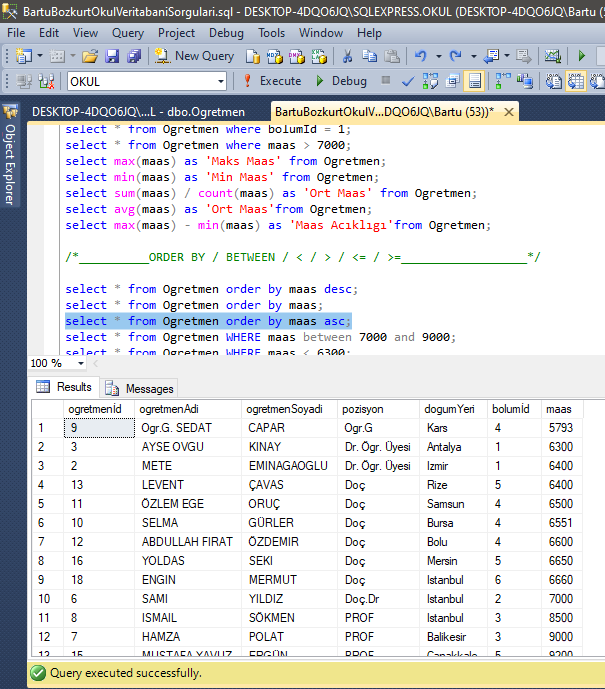 BartuBozkurtOkulVeritabaniSorgulari.sql - DESKTOP-4DQO6JQ\SQLEXPRESS.OKUL (DESKTOP-4DQO6JQ\Bartu
File Edit View Query Project Debug Tools Window Help
New Query
OKUL Execute Debug
DESKTOP-4DQO6JQ\...L - dbo.Ogretmen BartuBozkurtOkulV...DQO6JQ\Bartu (53))*
Object Explorer
select * from Ogretmen where bolumId = 1;
select * from Ogretmen where maas > 7000;
select max(maas) as 'Maks Maas' from Ogretmen;
select min(maas) as 'Min Maas' from Ogretmen;
select sum(maas) / count(maas) as 'Ort Maas' from Ogretmen;
select avg(maas) as 'Ort Maas'from Ogretmen;
select max(maas) - min(maas) as 'Maas Acıklıgı'from Ogretmen;
/*___________ORDER BY / BETWEEN / < / > / <= / >=____________________*/
select * from Ogretmen order by maas desc;
select * from Ogretmen order by maas;
select * from Ogretmen order by maas asc;
select * from Ogretmen WHERE maas between 7000 and 9000;
select * from Ogretmen WHERE maas < 6300;
100 %
Results Messages
ogretmenId ogretmenAdi ogretmenSoyadi pozisyon dogumYeri bolumId maas
1 9 Ogr.G. SEDAT CAPAR Ogr.G Kars 4 5793
2 3 AYSE OVGU KINAY Dr. Ögr. Üyesi Antalya 1 6300
3 2 METE EMINAGAOGLU Dr. Ögr. Üyesi Izmir 1 6400
4 13 LEVENT ÇAVAS Doç Rize 5 6400
5 11 ÖZLEM EGE ORUÇ Doç Samsun 4 6500
6 10 SELMA GÜRLER Doç Bursa 4 6551
7 12 ABDULLAH FIRAT ÖZDEMIR Doç Bolu 4 6600
8 16 YOLDAS SEKI Doç Mersin 5 6650
9 18 ENGIN MERMUT Doç Istanbul 6 6660
10 6 SAMI YILDIZ Doç.Dr Istanbul 2 7000
11 8 ISMAIL SÖKMEN PROF Istanbul 3 8500
12 7 HAMZA POLAT PROF Balikesir 3 9000
13 15 MUSTAFA YAVUZ ERGÜN PROF Çanakkale 5 9200
Query executed successfully.